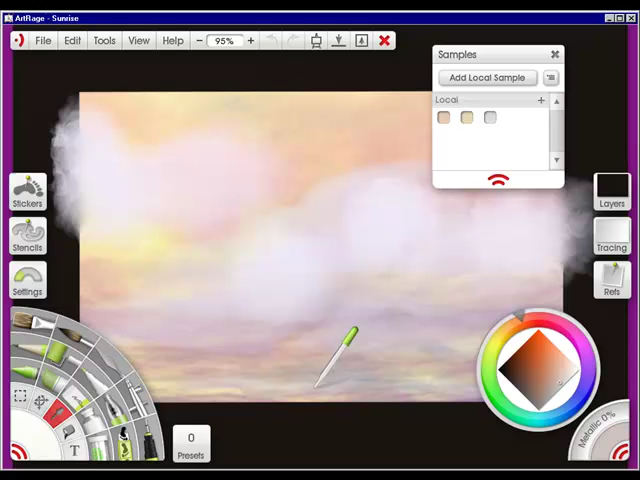 ArtRage - Sunrise
File Edit Tools View Help 95%
Samples
Add Local Sample
Local
Stickers
Layers
Stencils
Tracing
Settings
Refs
T
0
Presets
Metallic 0%